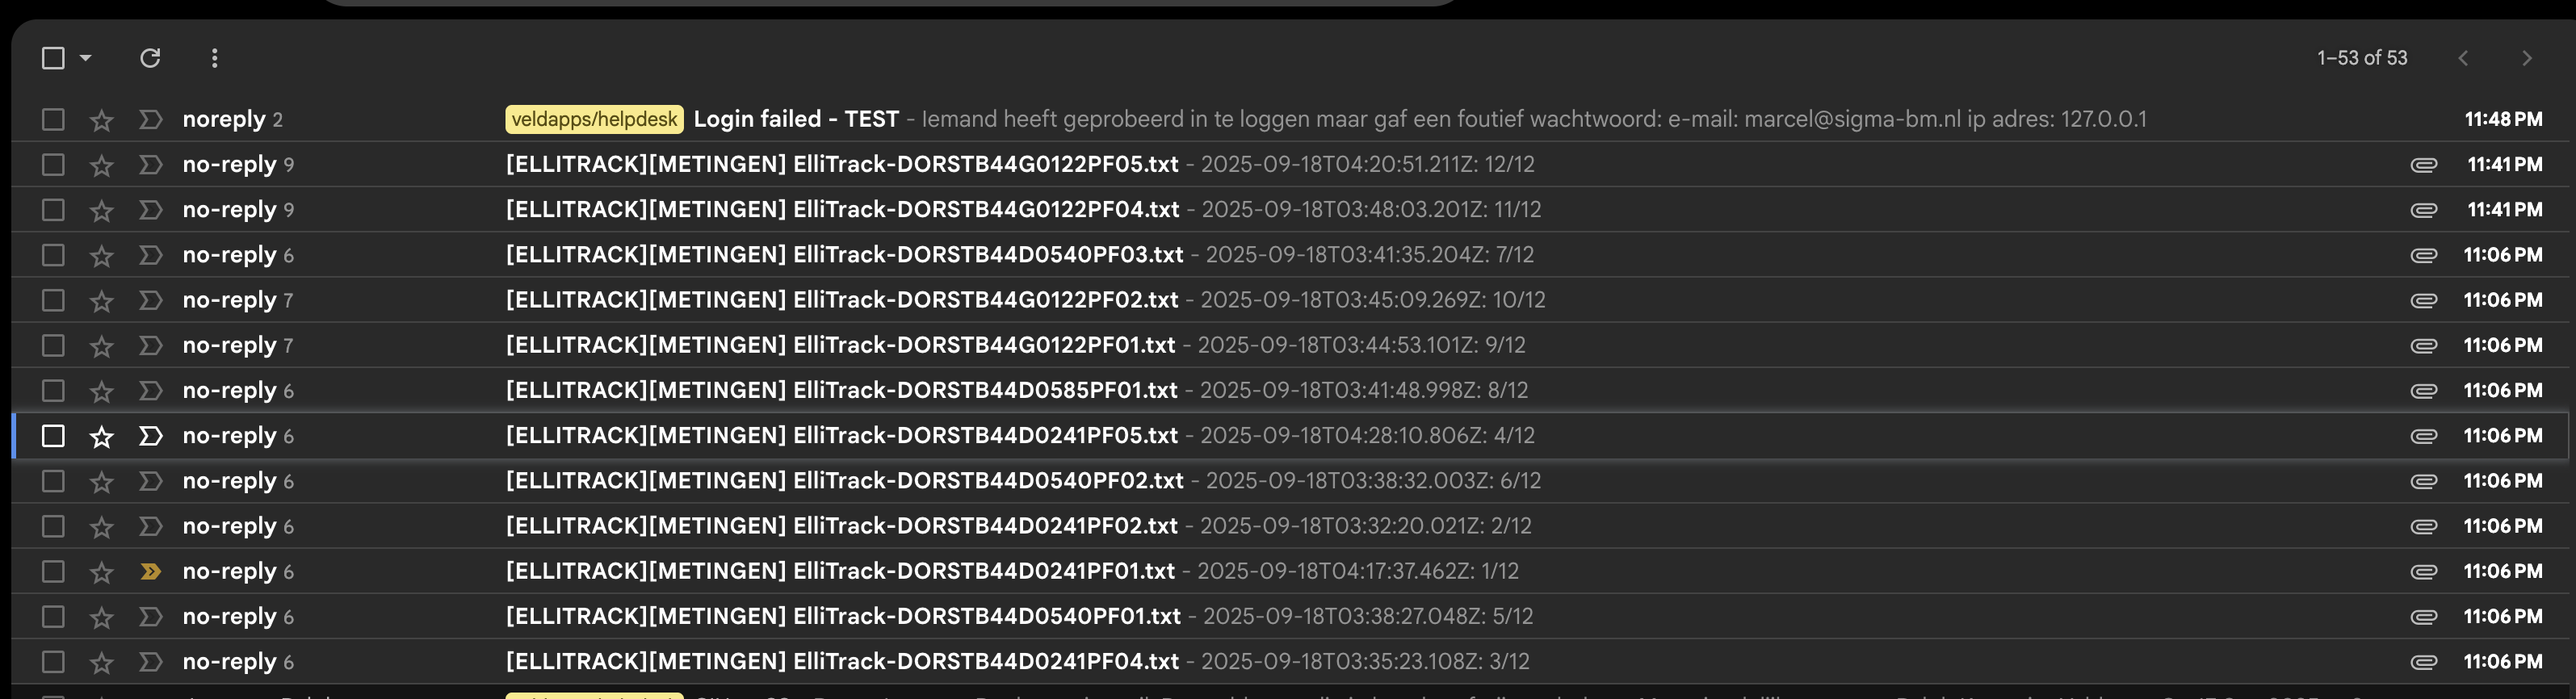 1–53 of 53
noreply 2 veldapps/helpdesk Login failed - TEST - Iemand heeft geprobeerd in te loggen maar gaf een foutief wachtwoord: e-mail: marcel@sigma-bm.nl ip adres: 127.0.0.1 11:48 PM
no-reply 9 [ELLITRACK][METINGEN] ElliTrack-DORSTB44G0122PF05.txt - 2025-09-18T04:20:51.211Z: 12/12 11:41 PM
no-reply 9 [ELLITRACK][METINGEN] ElliTrack-DORSTB44G0122PF04.txt - 2025-09-18T03:48:03.201Z: 11/12 11:41 PM
no-reply 6 [ELLITRACK][METINGEN] ElliTrack-DORSTB44D0540PF03.txt - 2025-09-18T03:41:35.204Z: 7/12 11:06 PM
no-reply 7 [ELLITRACK][METINGEN] ElliTrack-DORSTB44G0122PF02.txt - 2025-09-18T03:45:09.269Z: 10/12 11:06 PM
no-reply 7 [ELLITRACK][METINGEN] ElliTrack-DORSTB44G0122PF01.txt - 2025-09-18T03:44:53.101Z: 9/12 11:06 PM
no-reply 6 [ELLITRACK][METINGEN] ElliTrack-DORSTB44D0585PF01.txt - 2025-09-18T03:41:48.998Z: 8/12 11:06 PM
no-reply 6 [ELLITRACK][METINGEN] ElliTrack-DORSTB44D0241PF05.txt - 2025-09-18T04:28:10.806Z: 4/12 11:06 PM
no-reply 6 [ELLITRACK][METINGEN] ElliTrack-DORSTB44D0540PF02.txt - 2025-09-18T03:38:32.003Z: 6/12 11:06 PM
no-reply 6 [ELLITRACK][METINGEN] ElliTrack-DORSTB44D0241PF02.txt - 2025-09-18T03:32:20.021Z: 2/12 11:06 PM
no-reply 6 [ELLITRACK][METINGEN] ElliTrack-DORSTB44D0241PF01.txt - 2025-09-18T04:17:37.462Z: 1/12 11:06 PM
no-reply 6 [ELLITRACK][METINGEN] ElliTrack-DORSTB44D0540PF01.txt - 2025-09-18T03:38:27.048Z: 5/12 11:06 PM
no-reply 6 [ELLITRACK][METINGEN] ElliTrack-DORSTB44D0241PF04.txt - 2025-09-18T03:35:23.108Z: 3/12 11:06 PM